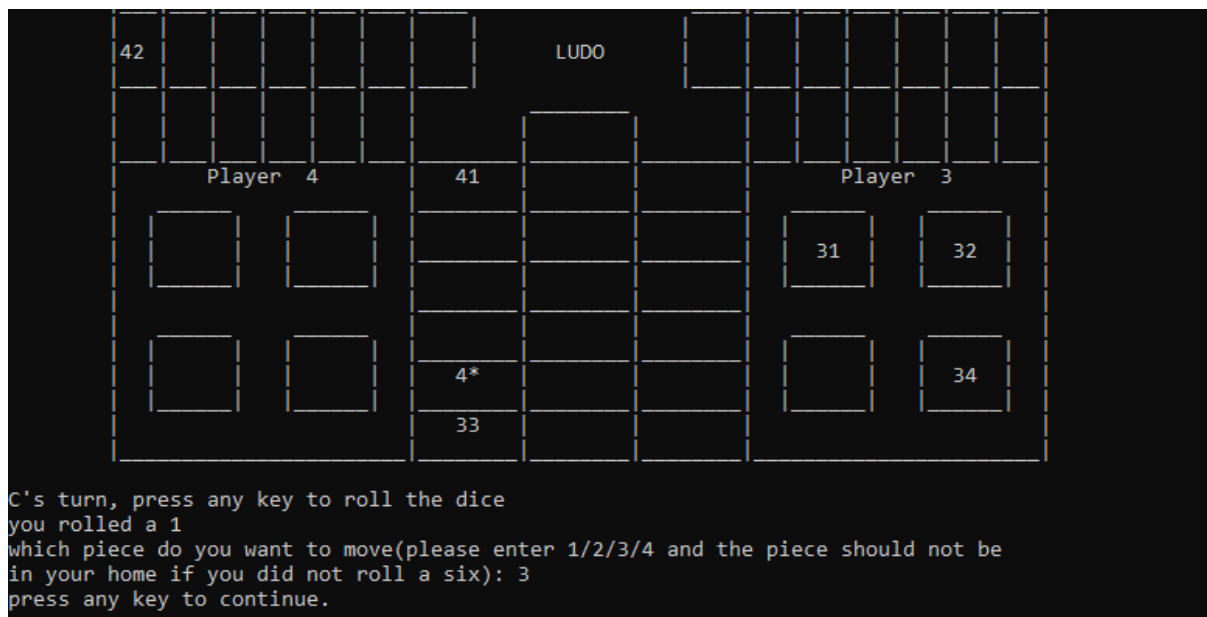 42 LUDO
Player 4 41 Player 3
31 32
4* 34
33
C's turn, press any key to roll the dice
you rolled a 1
which piece do you want to move(please enter 1/2/3/4 and the piece should not be
in your home if you did not roll a six): 3
press any key to continue.